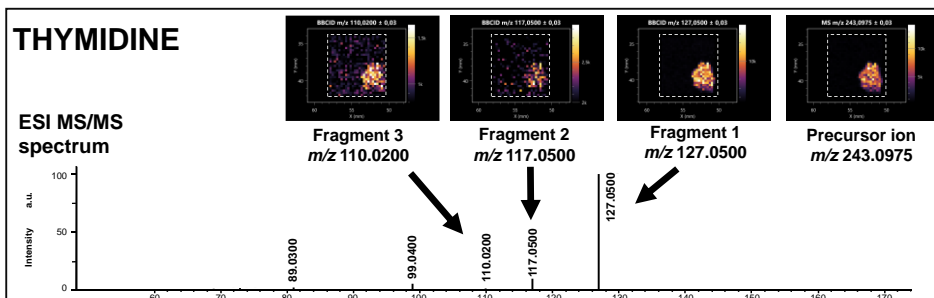 THYMIDINE
BBCID m/z 110,0200 ± 0,03
BBCID m/z 117,0500 ± 0,03
BBCID m/z 127,0500 ± 0,03
MS m/z 243,0975 ± 0,03
ESI MS/MS
spectrum
Fragment 3
m/z 110.0200
Fragment 2
m/z 117.0500
Fragment 1
m/z 127.0500
Precursor ion
m/z 243.0975
Intensity a.u.
100
50
0
89.0300
99.0400
110.0200
117.0500
127.0500
60 80 90 100 110 120 130 140 150 160 170